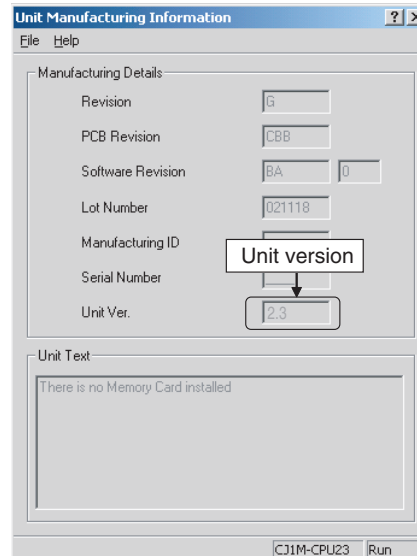 Unit Manufacturing Information
File Help
Manufacturing Details
Revision G
PCB Revision CBB
Software Revision BA 0
Lot Number 021118
Manufacturing ID
Unit version
Serial Number
Unit Ver. 2.3
Unit Text
There is no Memory Card installed
CJ1M-CPU23 Run